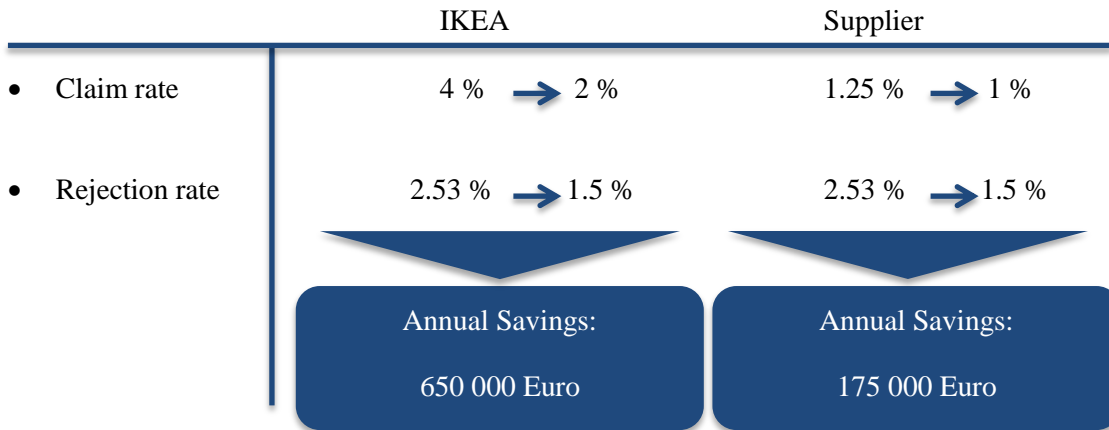 IKEA Supplier
• Claim rate 4 % 2 % 1.25 % 1 %
• Rejection rate 2.53 % 1.5 % 2.53 % 1.5 %
Annual Savings: Annual Savings:
650 000 Euro 175 000 Euro